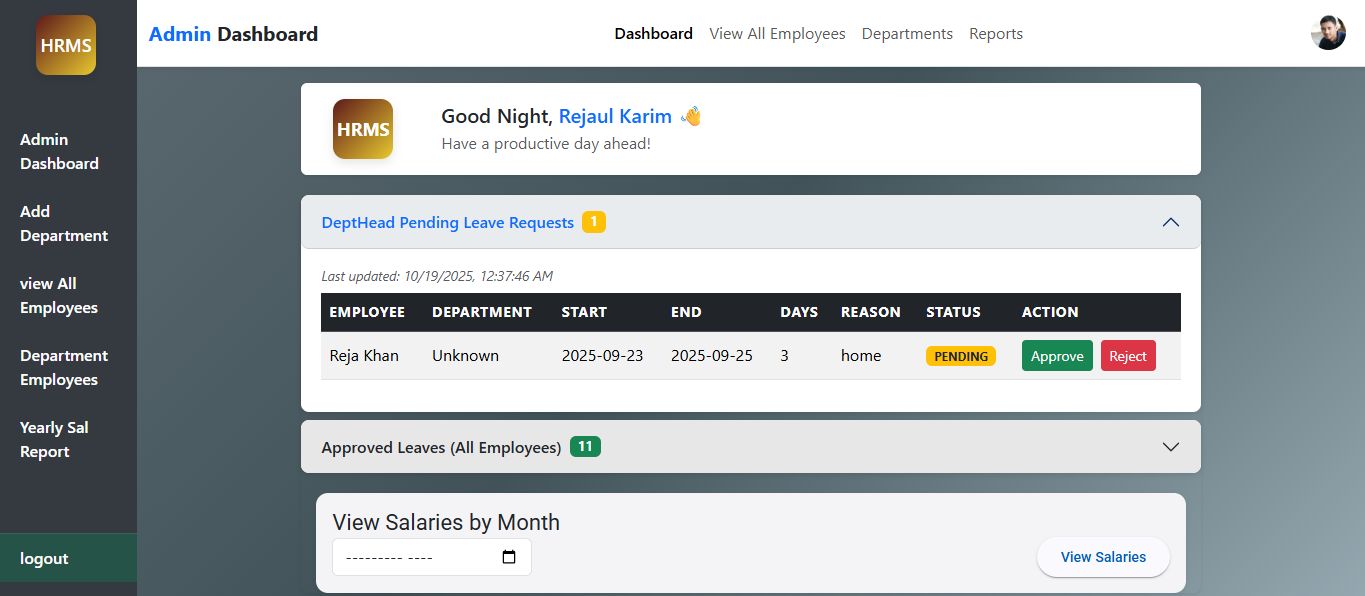 HRMS
Admin
Dashboard
Add
Department
view All
Employees
Department
Employees
Yearly Sal
Report
logout
Admin Dashboard
Dashboard View All Employees Departments Reports
HRMS
Good Night, Rejaul Karim 👋
Have a productive day ahead!
DeptHead Pending Leave Requests 1
Last updated: 10/19/2025, 12:37:46 AM
EMPLOYEE DEPARTMENT START END DAYS REASON STATUS ACTION
Reja Khan Unknown 2025-09-23 2025-09-25 3 home PENDING Approve Reject
Approved Leaves (All Employees) 11
View Salaries by Month
--------- ----
View Salaries